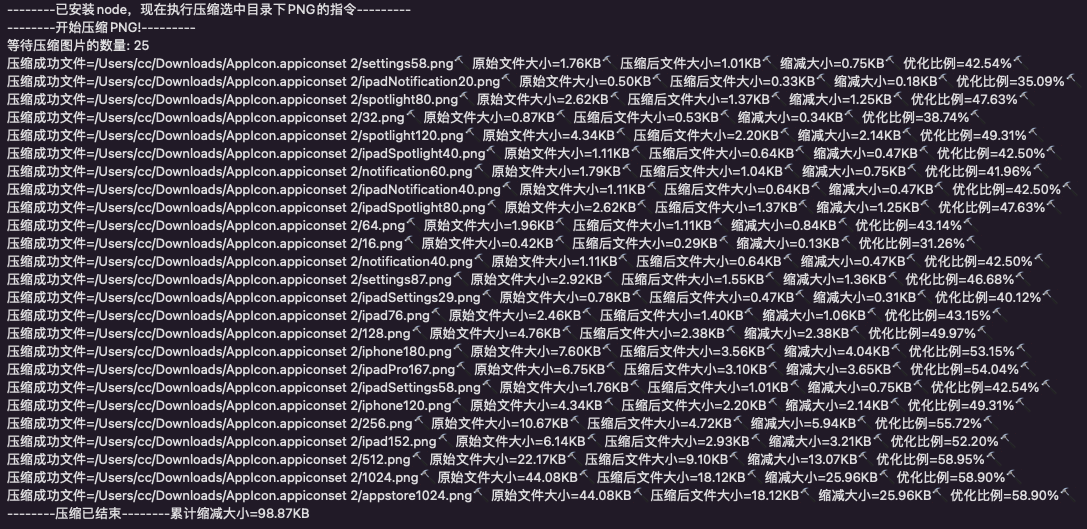 --------已安装node，现在执行压缩选中目录下PNG的指令---------
--------开始压缩PNG!---------
等待压缩图片的数量: 25
压缩成功文件=/Users/cc/Downloads/AppIcon.appiconset 2/settings58.png⛏ 原始文件大小=1.76KB⛏ 压缩后文件大小=1.01KB⛏ 缩减大小=0.75KB⛏ 优化比例=42.54%⛏
压缩成功文件=/Users/cc/Downloads/AppIcon.appiconset 2/ipadNotification20.png⛏ 原始文件大小=0.50KB⛏ 压缩后文件大小=0.33KB⛏ 缩减大小=0.18KB⛏ 优化比例=35.09%⛏
压缩成功文件=/Users/cc/Downloads/AppIcon.appiconset 2/spotlight80.png⛏ 原始文件大小=2.62KB⛏ 压缩后文件大小=1.37KB⛏ 缩减大小=1.25KB⛏ 优化比例=47.63%⛏
压缩成功文件=/Users/cc/Downloads/AppIcon.appiconset 2/32.png⛏ 原始文件大小=0.87KB⛏ 压缩后文件大小=0.53KB⛏ 缩减大小=0.34KB⛏ 优化比例=38.74%⛏
压缩成功文件=/Users/cc/Downloads/AppIcon.appiconset 2/spotlight120.png⛏ 原始文件大小=4.34KB⛏ 压缩后文件大小=2.20KB⛏ 缩减大小=2.14KB⛏ 优化比例=49.31%⛏
压缩成功文件=/Users/cc/Downloads/AppIcon.appiconset 2/ipadSpotlight40.png⛏ 原始文件大小=1.11KB⛏ 压缩后文件大小=0.64KB⛏ 缩减大小=0.47KB⛏ 优化比例=42.50%⛏
压缩成功文件=/Users/cc/Downloads/AppIcon.appiconset 2/notification60.png⛏ 原始文件大小=1.79KB⛏ 压缩后文件大小=1.04KB⛏ 缩减大小=0.75KB⛏ 优化比例=41.96%⛏
压缩成功文件=/Users/cc/Downloads/AppIcon.appiconset 2/ipadNotification40.png⛏ 原始文件大小=1.11KB⛏ 压缩后文件大小=0.64KB⛏ 缩减大小=0.47KB⛏ 优化比例=42.50%⛏
压缩成功文件=/Users/cc/Downloads/AppIcon.appiconset 2/ipadSpotlight80.png⛏ 原始文件大小=2.62KB⛏ 压缩后文件大小=1.37KB⛏ 缩减大小=1.25KB⛏ 优化比例=47.63%⛏
压缩成功文件=/Users/cc/Downloads/AppIcon.appiconset 2/64.png⛏ 原始文件大小=1.96KB⛏ 压缩后文件大小=1.11KB⛏ 缩减大小=0.84KB⛏ 优化比例=43.14%⛏
压缩成功文件=/Users/cc/Downloads/AppIcon.appiconset 2/16.png⛏ 原始文件大小=0.42KB⛏ 压缩后文件大小=0.29KB⛏ 缩减大小=0.13KB⛏ 优化比例=31.26%⛏
压缩成功文件=/Users/cc/Downloads/AppIcon.appiconset 2/notification40.png⛏ 原始文件大小=1.11KB⛏ 压缩后文件大小=0.64KB⛏ 缩减大小=0.47KB⛏ 优化比例=42.50%⛏
压缩成功文件=/Users/cc/Downloads/AppIcon.appiconset 2/settings87.png⛏ 原始文件大小=2.92KB⛏ 压缩后文件大小=1.55KB⛏ 缩减大小=1.36KB⛏ 优化比例=46.68%⛏
压缩成功文件=/Users/cc/Downloads/AppIcon.appiconset 2/ipadSettings29.png⛏ 原始文件大小=0.78KB⛏ 压缩后文件大小=0.47KB⛏ 缩减大小=0.31KB⛏ 优化比例=40.12%⛏
压缩成功文件=/Users/cc/Downloads/AppIcon.appiconset 2/ipad76.png⛏ 原始文件大小=2.46KB⛏ 压缩后文件大小=1.40KB⛏ 缩减大小=1.06KB⛏ 优化比例=43.15%⛏
压缩成功文件=/Users/cc/Downloads/AppIcon.appiconset 2/128.png⛏ 原始文件大小=4.76KB⛏ 压缩后文件大小=2.38KB⛏ 缩减大小=2.38KB⛏ 优化比例=49.97%⛏
压缩成功文件=/Users/cc/Downloads/AppIcon.appiconset 2/iphone180.png⛏ 原始文件大小=7.60KB⛏ 压缩后文件大小=3.56KB⛏ 缩减大小=4.04KB⛏ 优化比例=53.15%⛏
压缩成功文件=/Users/cc/Downloads/AppIcon.appiconset 2/ipadPro167.png⛏ 原始文件大小=6.75KB⛏ 压缩后文件大小=3.10KB⛏ 缩减大小=3.65KB⛏ 优化比例=54.04%⛏
压缩成功文件=/Users/cc/Downloads/AppIcon.appiconset 2/ipadSettings58.png⛏ 原始文件大小=1.76KB⛏ 压缩后文件大小=1.01KB⛏ 缩减大小=0.75KB⛏ 优化比例=42.54%⛏
压缩成功文件=/Users/cc/Downloads/AppIcon.appiconset 2/iphone120.png⛏ 原始文件大小=4.34KB⛏ 压缩后文件大小=2.20KB⛏ 缩减大小=2.14KB⛏ 优化比例=49.31%⛏
压缩成功文件=/Users/cc/Downloads/AppIcon.appiconset 2/256.png⛏ 原始文件大小=10.67KB⛏ 压缩后文件大小=4.72KB⛏ 缩减大小=5.94KB⛏ 优化比例=55.72%⛏
压缩成功文件=/Users/cc/Downloads/AppIcon.appiconset 2/ipad152.png⛏ 原始文件大小=6.14KB⛏ 压缩后文件大小=2.93KB⛏ 缩减大小=3.21KB⛏ 优化比例=52.20%⛏
压缩成功文件=/Users/cc/Downloads/AppIcon.appiconset 2/512.png⛏ 原始文件大小=22.17KB⛏ 压缩后文件大小=9.10KB⛏ 缩减大小=13.07KB⛏ 优化比例=58.95%⛏
压缩成功文件=/Users/cc/Downloads/AppIcon.appiconset 2/1024.png⛏ 原始文件大小=44.08KB⛏ 压缩后文件大小=18.12KB⛏ 缩减大小=25.96KB⛏ 优化比例=58.90%⛏
压缩成功文件=/Users/cc/Downloads/AppIcon.appiconset 2/appstore1024.png⛏ 原始文件大小=44.08KB⛏ 压缩后文件大小=18.12KB⛏ 缩减大小=25.96KB⛏ 优化比例=58.90%⛏
--------压缩已结束--------累计缩减大小=98.87KB